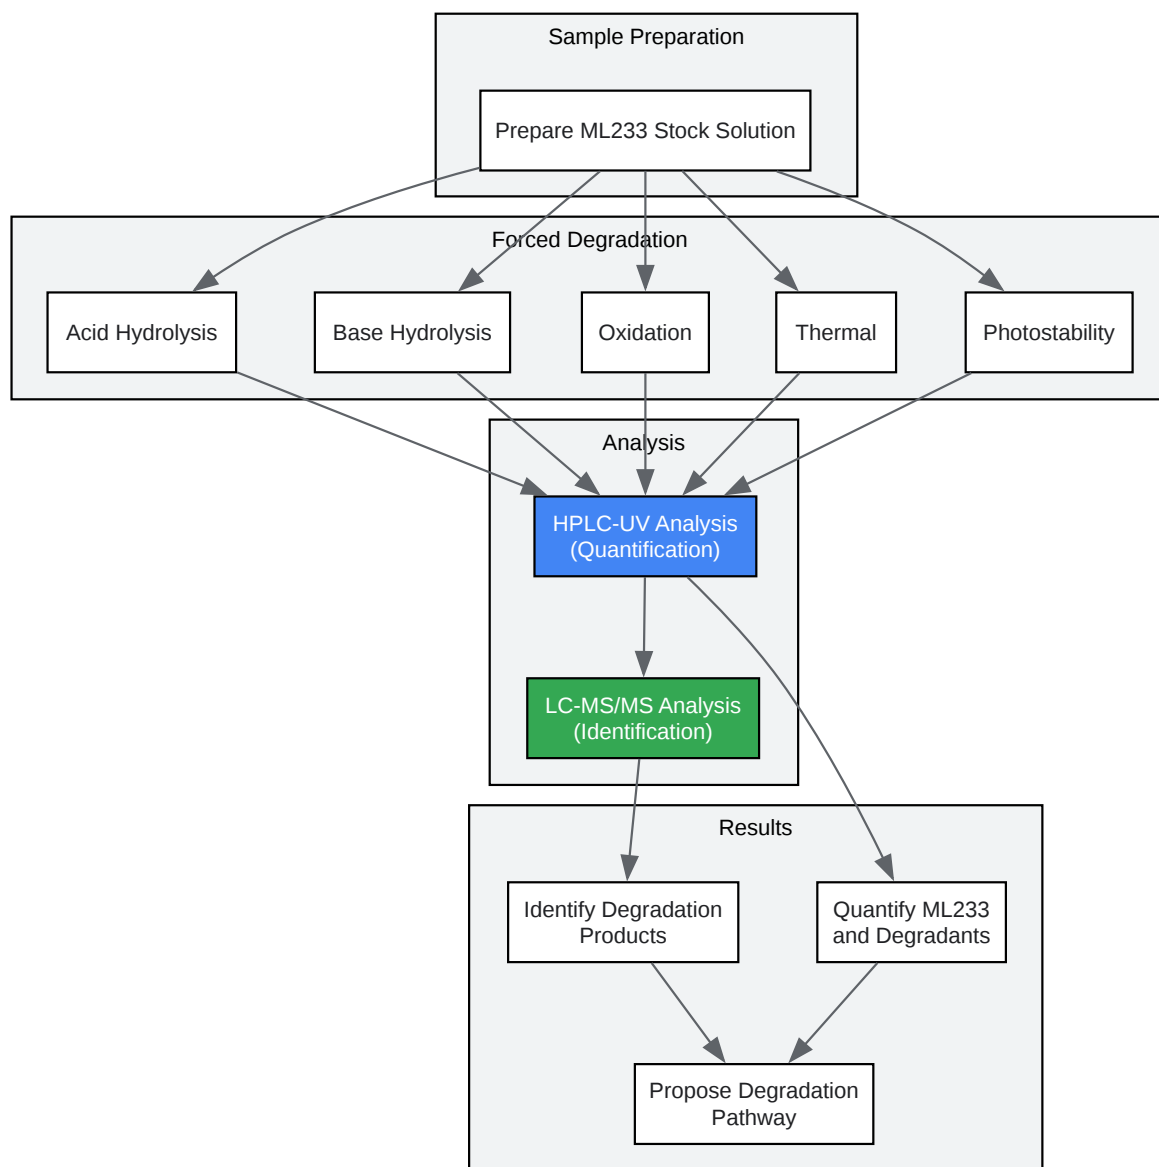 Sample Preparation
Prepare ML233 Stock Solution
Forced Degradation
Acid Hydrolysis
Base Hydrolysis
Oxidation
Thermal
Photostability
Analysis
HPLC-UV Analysis
(Quantification)
LC-MS/MS Analysis
(Identification)
Results
Identify Degradation
Products
Quantify ML233
and Degradants
Propose Degradation
Pathway